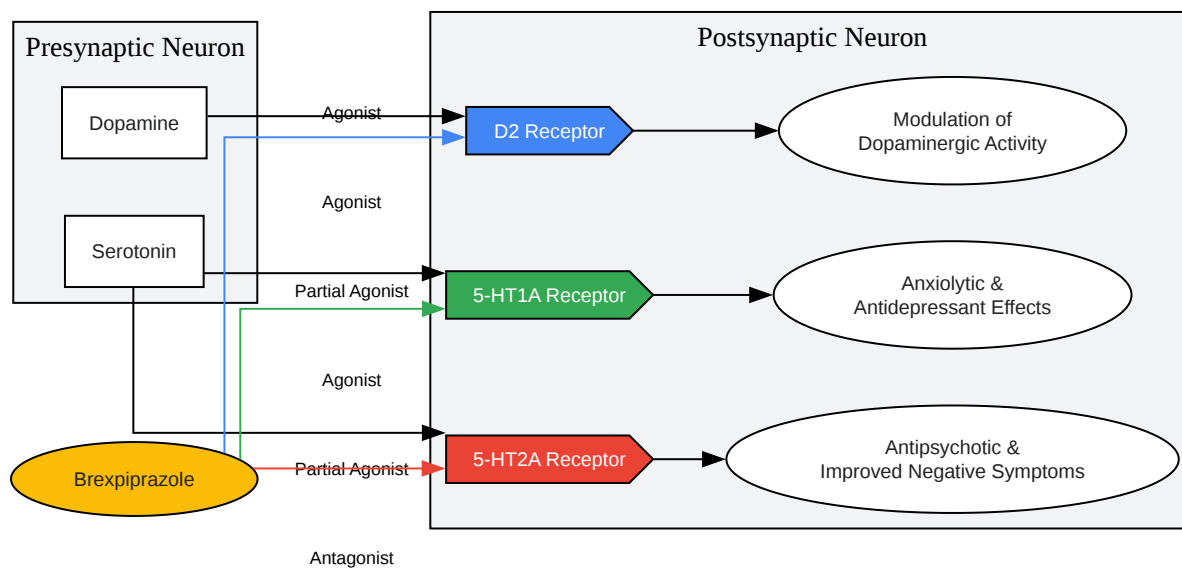 Presynaptic Neuron
Postsynaptic Neuron
Dopamine
Agonist
D2 Receptor
Modulation of
Dopaminergic Activity
Agonist
Serotonin
Partial Agonist
5-HT1A Receptor
Anxiolytic &
Antidepressant Effects
Agonist
Brexpiprazole
Partial Agonist
5-HT2A Receptor
Antipsychotic &
Improved Negative Symptoms
Antagonist